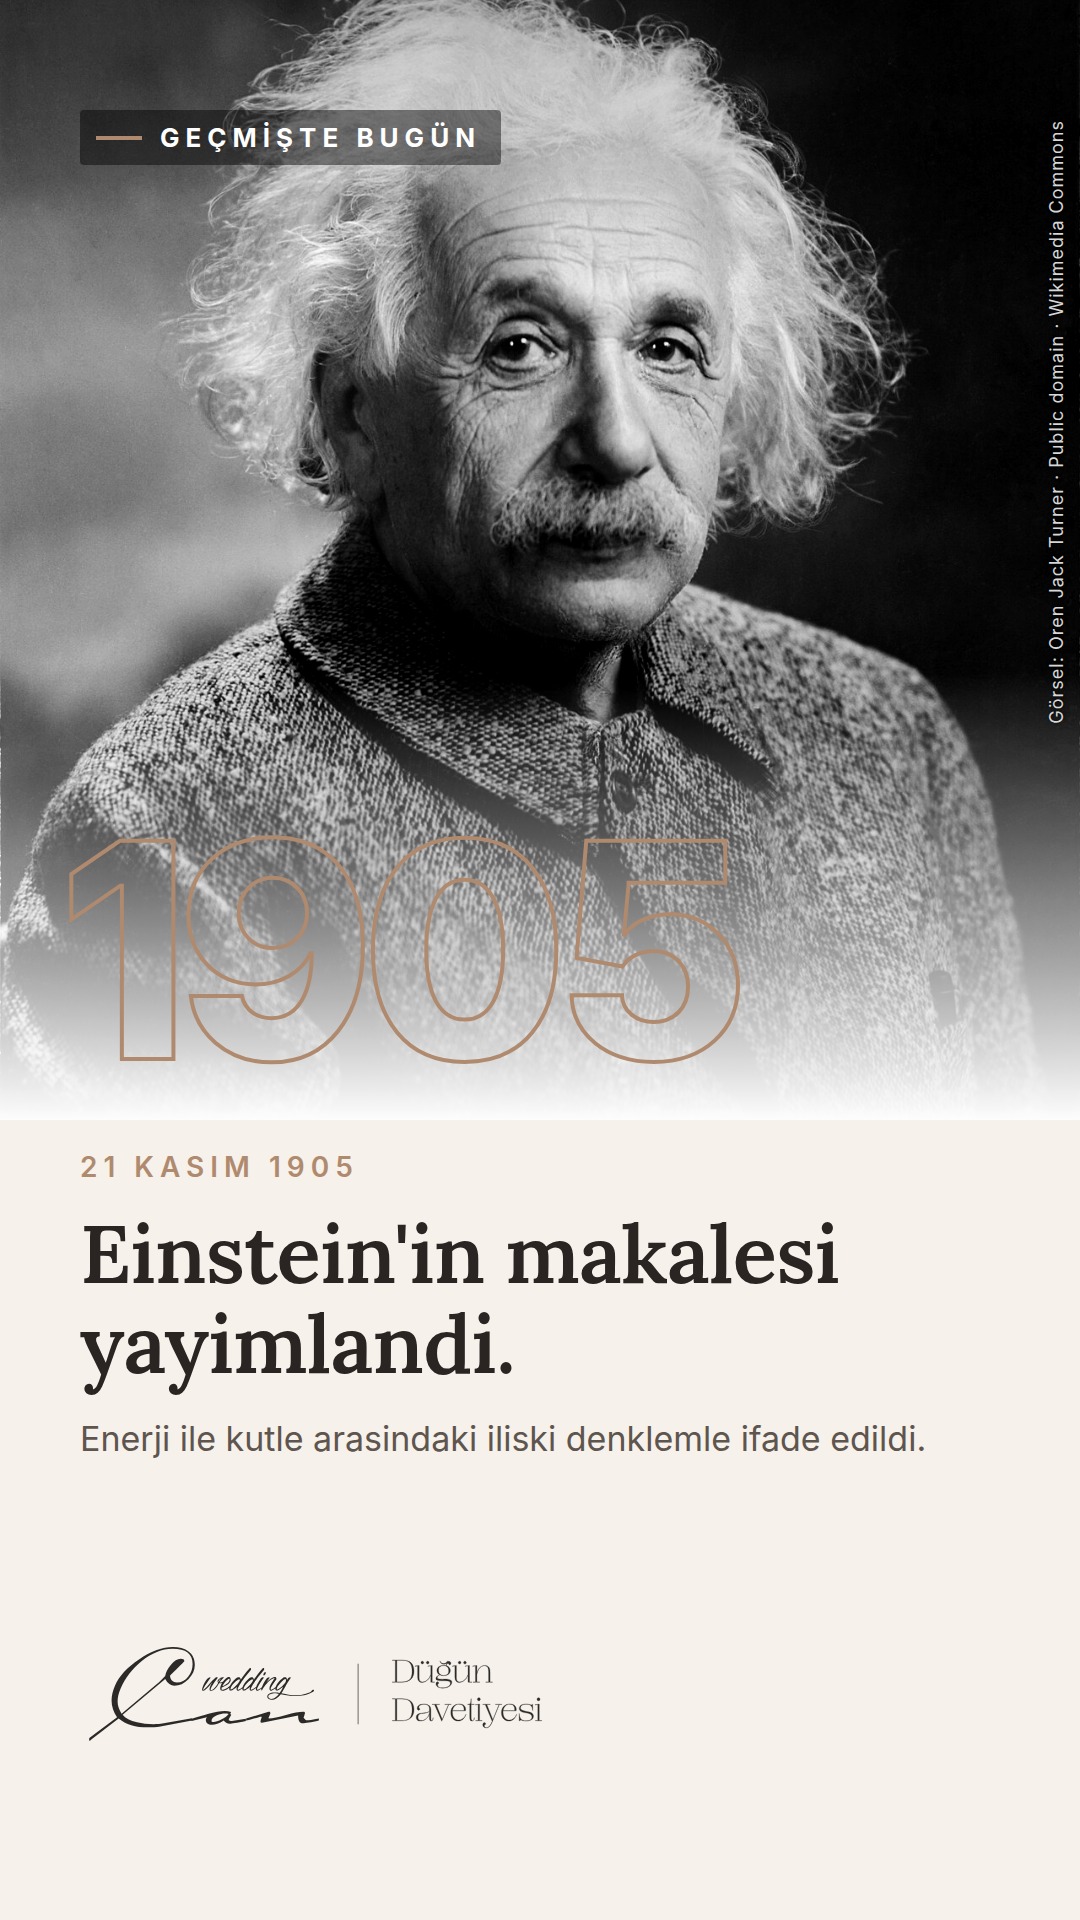 GEÇMİŞTE BUGÜN
Görsel: Oren Jack Turner · Public domain · Wikimedia Commons
1905
21 KASIM 1905
Einstein'in makalesi
yayimlandi.
Enerji ile kutle arasindaki iliski denklemle ifade edildi.
wedding
Can
Düğün
Davetiyesi